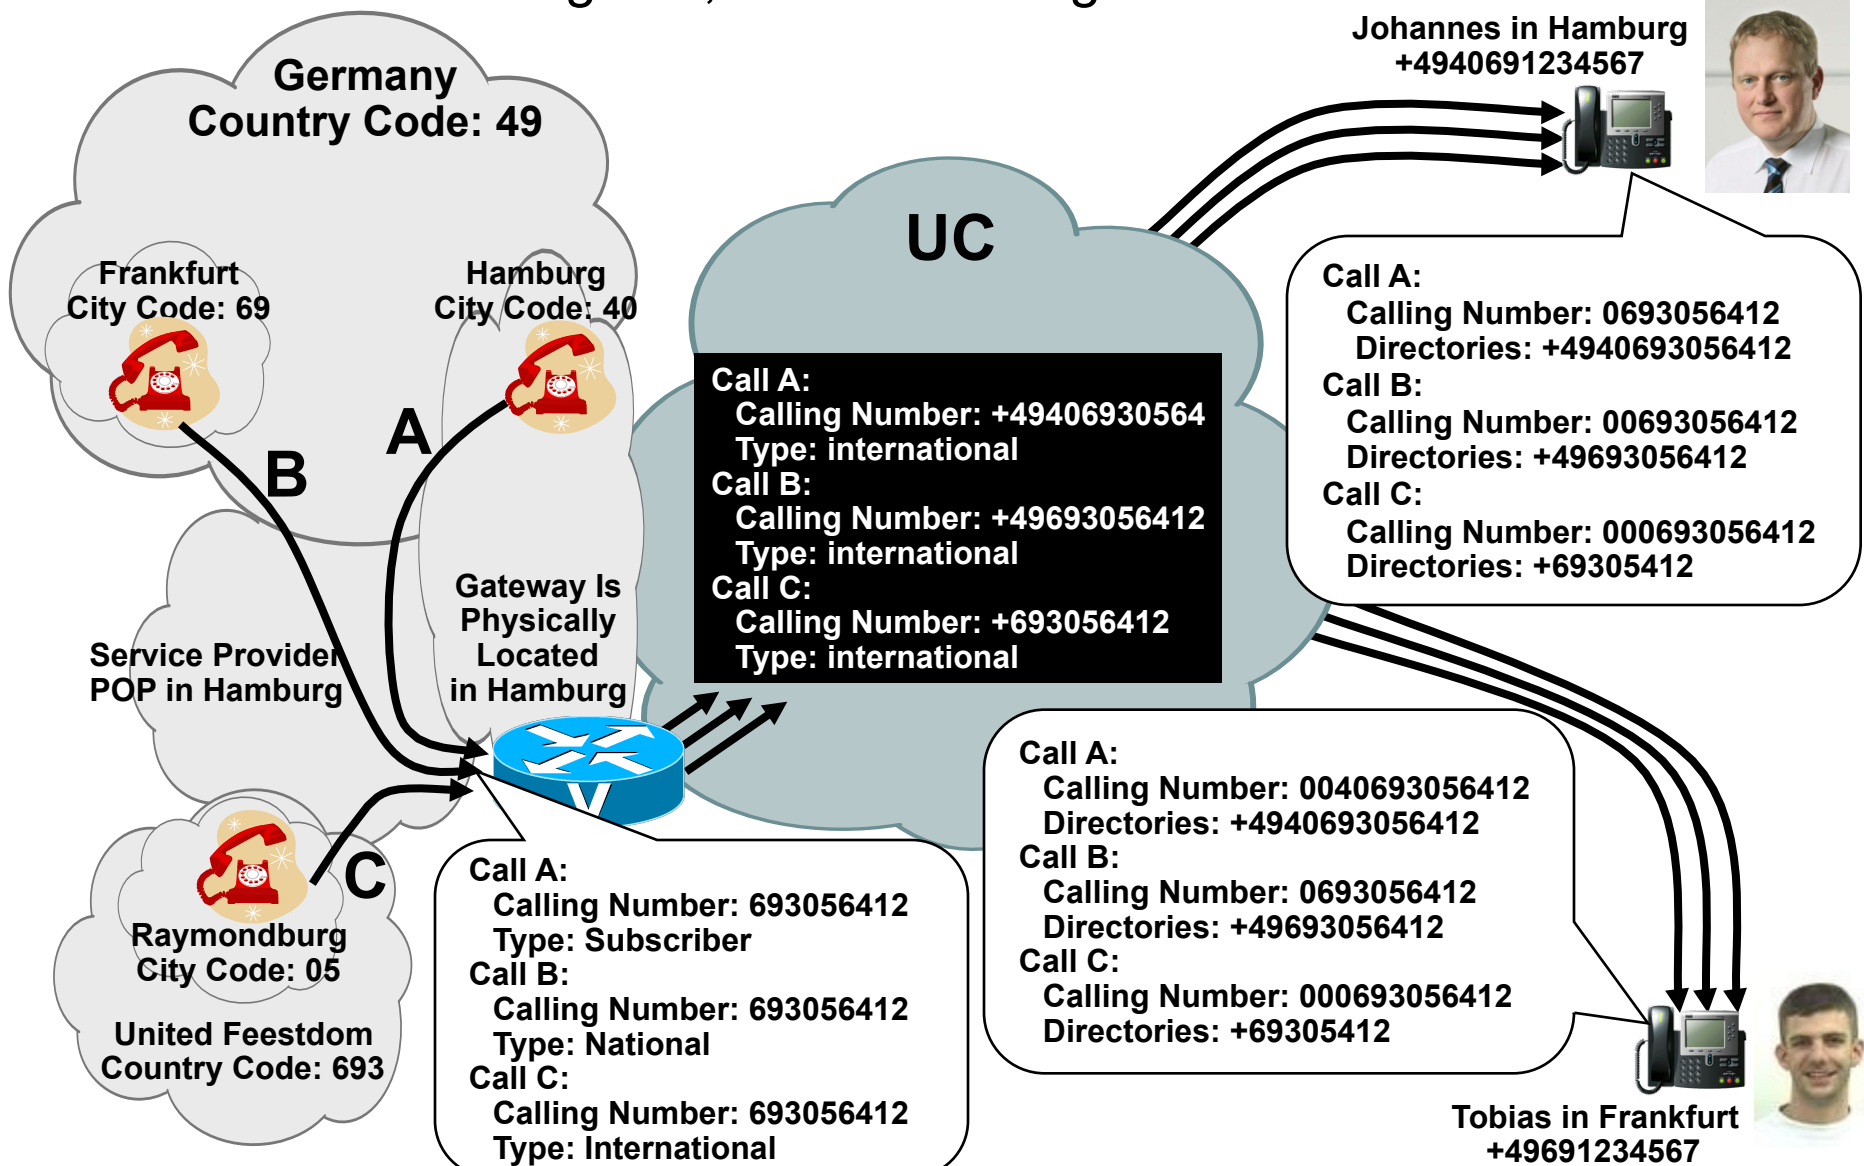 Germany
Country Code: 49
Frankfurt
City Code: 69
Hamburg
City Code: 40
B
A
Service Provider
POP in Hamburg
Gateway Is
Physically
Located
in Hamburg
V
C
Raymondburg
City Code: 05
United Feestdom
Country Code: 693
Call A:
Calling Number: 693056412
Type: Subscriber
Call B:
Calling Number: 693056412
Type: National
Call C:
Calling Number: 693056412
Type: International
UC
Call A:
Calling Number: +49406930564
Type: international
Call B:
Calling Number: +49693056412
Type: international
Call C:
Calling Number: +693056412
Type: international
Johannes in Hamburg
+4940691234567
Call A:
Calling Number: 0693056412
Directories: +4940693056412
Call B:
Calling Number: 00693056412
Directories: +49693056412
Call C:
Calling Number: 000693056412
Directories: +69305412
Call A:
Calling Number: 0040693056412
Directories: +4940693056412
Call B:
Calling Number: 0693056412
Directories: +49693056412
Call C:
Calling Number: 000693056412
Directories: +69305412
Tobias in Frankfurt
+49691234567